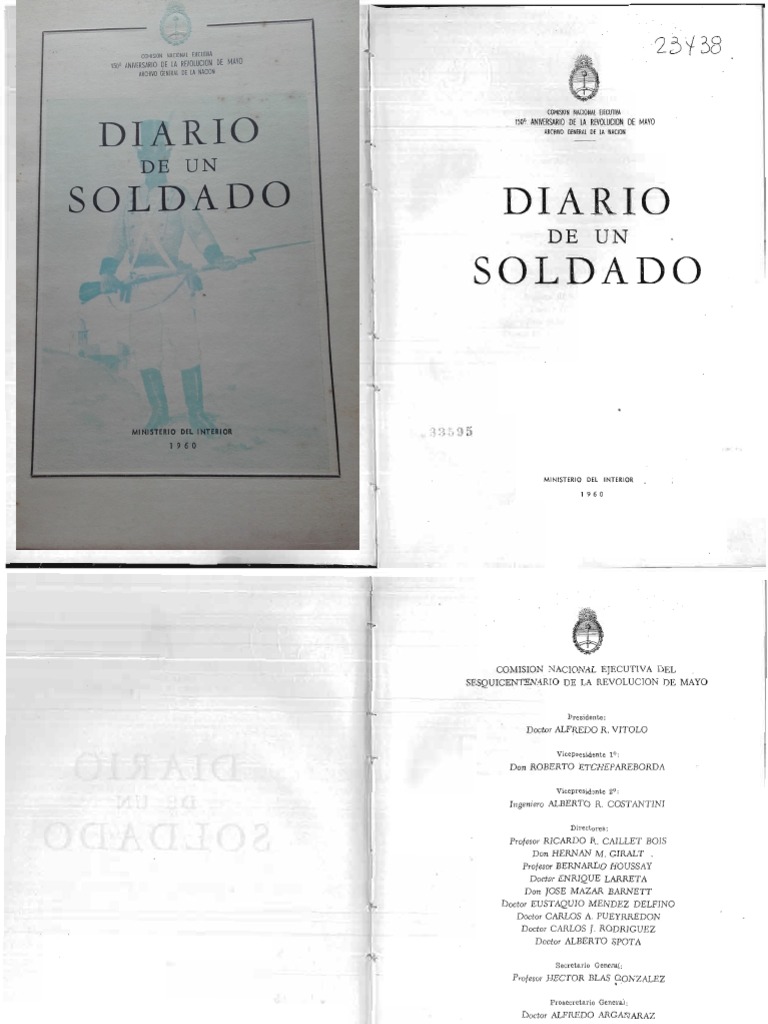 COMISION NACIONAL EJECUTIVA
150º ANIVERSARIO DE LA REVOLUCION DE MAYO
ARCHIVO GENERAL DE LA NACION
DIARIO
DE UN
SOLDADO
MINISTERIO DEL INTERIOR
1960
23438
COMISION NACIONAL EJECUTIVA
150º ANIVERSARIO DE LA REVOLUCION DE MAYO
ARCHIVO GENERAL DE LA NACION
DIARIO
DE UN
SOLDADO
33595
MINISTERIO DEL INTERIOR
1960
DIARIO
DE UN
SOLDADO
COMISION NACIONAL EJECUTIVA DEL
SESQUICENTENARIO DE LA REVOLUCION DE MAYO
Presidente:
Doctor ALFREDO R. VITOLO
Vicepresidente 1º:
Don ROBERTO ETCHEPAREBORDA
Vicepresidente 2º:
Ingeniero ALBERTO R. COSTANTINI
Directores:
Profesor RICARDO R. CAILLET BOIS
Don HERNAN M. GIRALT
Profesor BERNARDO HOUSSAY
Doctor ENRIQUE LARRETA
Don JOSE MAZAR BARNETT
Doctor EUSTAQUIO MENDEZ DELFINO
Doctor CARLOS A. PUEYRREDON
Doctor CARLOS J. RODRIGUEZ
Doctor ALBERTO SPOTA
Secretario General:
Profesor HECTOR BLAS GONZALEZ
Prosecretario General:
Doctor ALFREDO ARGAÑARAZ